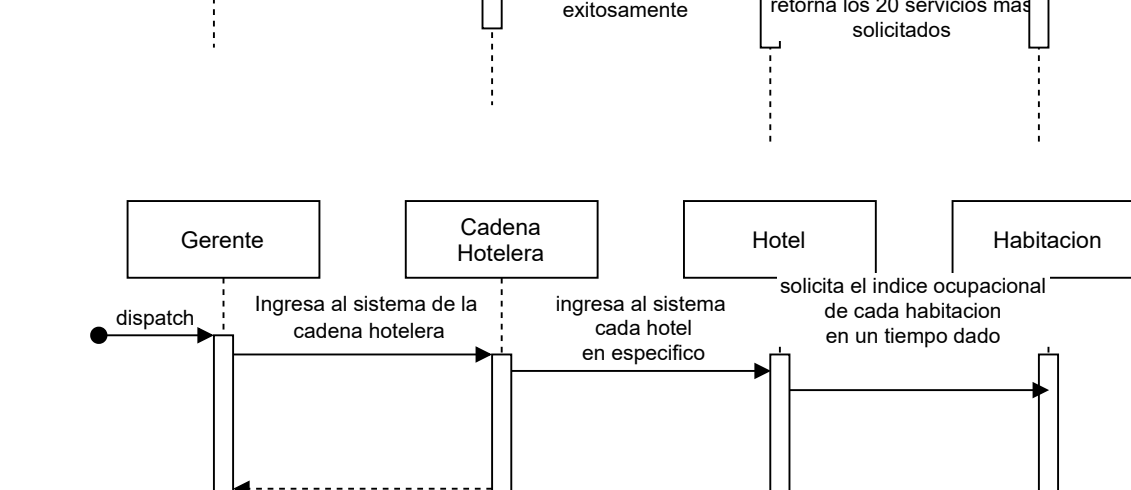 exitosamente
retorna los 20 servicios mas
solicitados
Gerente
Cadena
Hotelera
Hotel
Habitacion
dispatch
Ingresa al sistema de la
cadena hotelera
ingresa al sistema
cada hotel
en especifico
solicita el indice ocupacional
de cada habitacion
en un tiempo dado